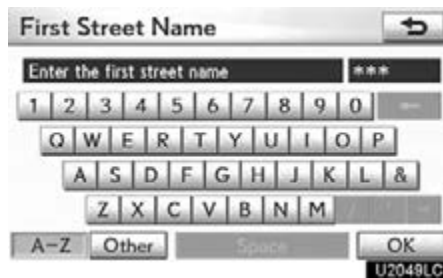 First Street Name
Enter the first street name ***
1 2 3 4 5 6 7 8 9 0
Q W E R T Y U I O P
A S D F G H J K L &
Z X C V B N M / ' -
A-Z Other Space OK
U2049LC